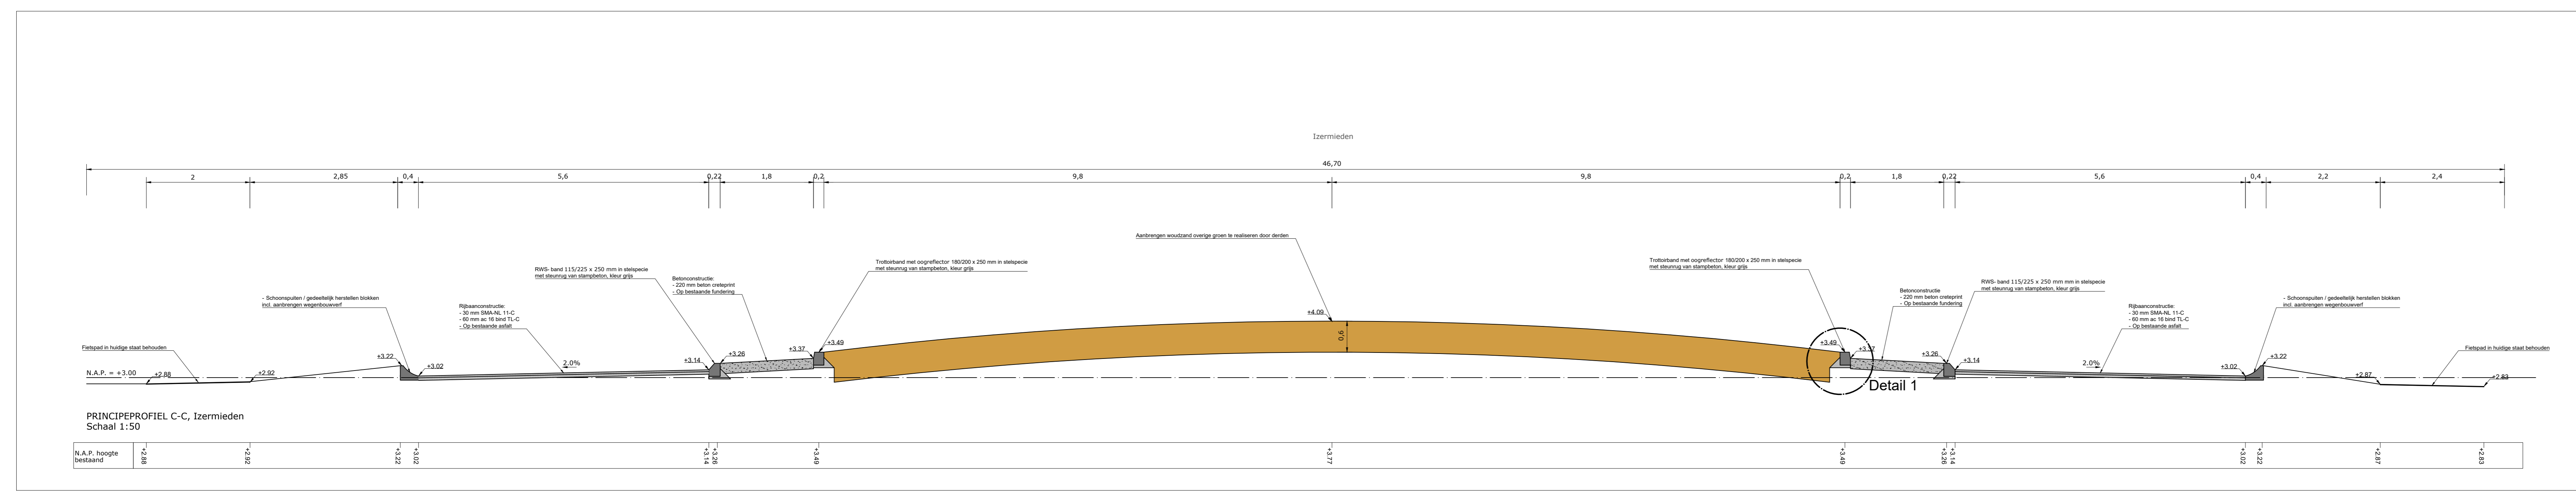 Izermieden
46,70
2
2,85
0,4
5,6
0,22
1,8
0,2
9,8
9,8
0,2
1,8
0,22
5,6
0,4
2,2
2,4
Aanbrengen woudzand overige groen te realiseren door derden
Trottoirband met oogreflector 180/200 x 250 mm in stelspecie
met steunrug van stampbeton, kleur grijs
Trottoirband met oogreflector 180/200 x 250 mm in stelspecie
met steunrug van stampbeton, kleur grijs
RWS- band 115/225 x 250 mm in stelspecie
met steunrug van stampbeton, kleur grijs
Betonconstructie:
- 220 mm beton creteprint
- Op bestaande fundering
RWS- band 115/225 x 250 mm mm in stelspecie
met steunrug van stampbeton, kleur grijs
Betonconstructie
- 220 mm beton creteprint
- Op bestaande fundering
- Schoonspuiten / gedeeltelijk herstellen blokken
incl. aanbrengen wegenbouwverf
Rijbaanconstructie:
- 30 mm SMA-NL 11-C
- 60 mm ac 16 bind TL-C
- Op bestaande asfalt
- Schoonspuiten / gedeeltelijk herstellen blokken
incl. aanbrengen wegenbouwverf
Rijbaanconstructie:
- 30 mm SMA-NL 11-C
- 60 mm ac 16 bind TL-C
- Op bestaande asfalt
Fietspad in huidige staat behouden
Fietspad in huidige staat behouden
+4.09
0,6
+3.49
+3.37
+3.26
+3.14
2.0%
+3.02
+3.22
+2.92
+2.88
N.A.P. = +3.00
+3.49
+3.37
+3.26
+3.14
2.0%
+3.02
+3.22
+2.87
+2.83
Detail 1
PRINCIPEPROFIEL C-C, Izermieden
Schaal 1:50
N.A.P. hoogte
bestaand
+2.88
+2.92
+3.22
+3.02
+3.14
+3.26
+3.49
+3.77
+3.49
+3.26
+3.14
+3.02
+3.22
+2.87
+2.83